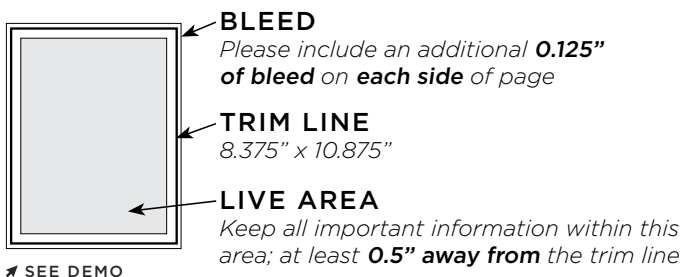 BLEED
Please include an additional 0.125”
of bleed on each side of page
TRIM LINE
8.375” x 10.875”
LIVE AREA
Keep all important information within this
area; at least 0.5” away from the trim line
SEE DEMO